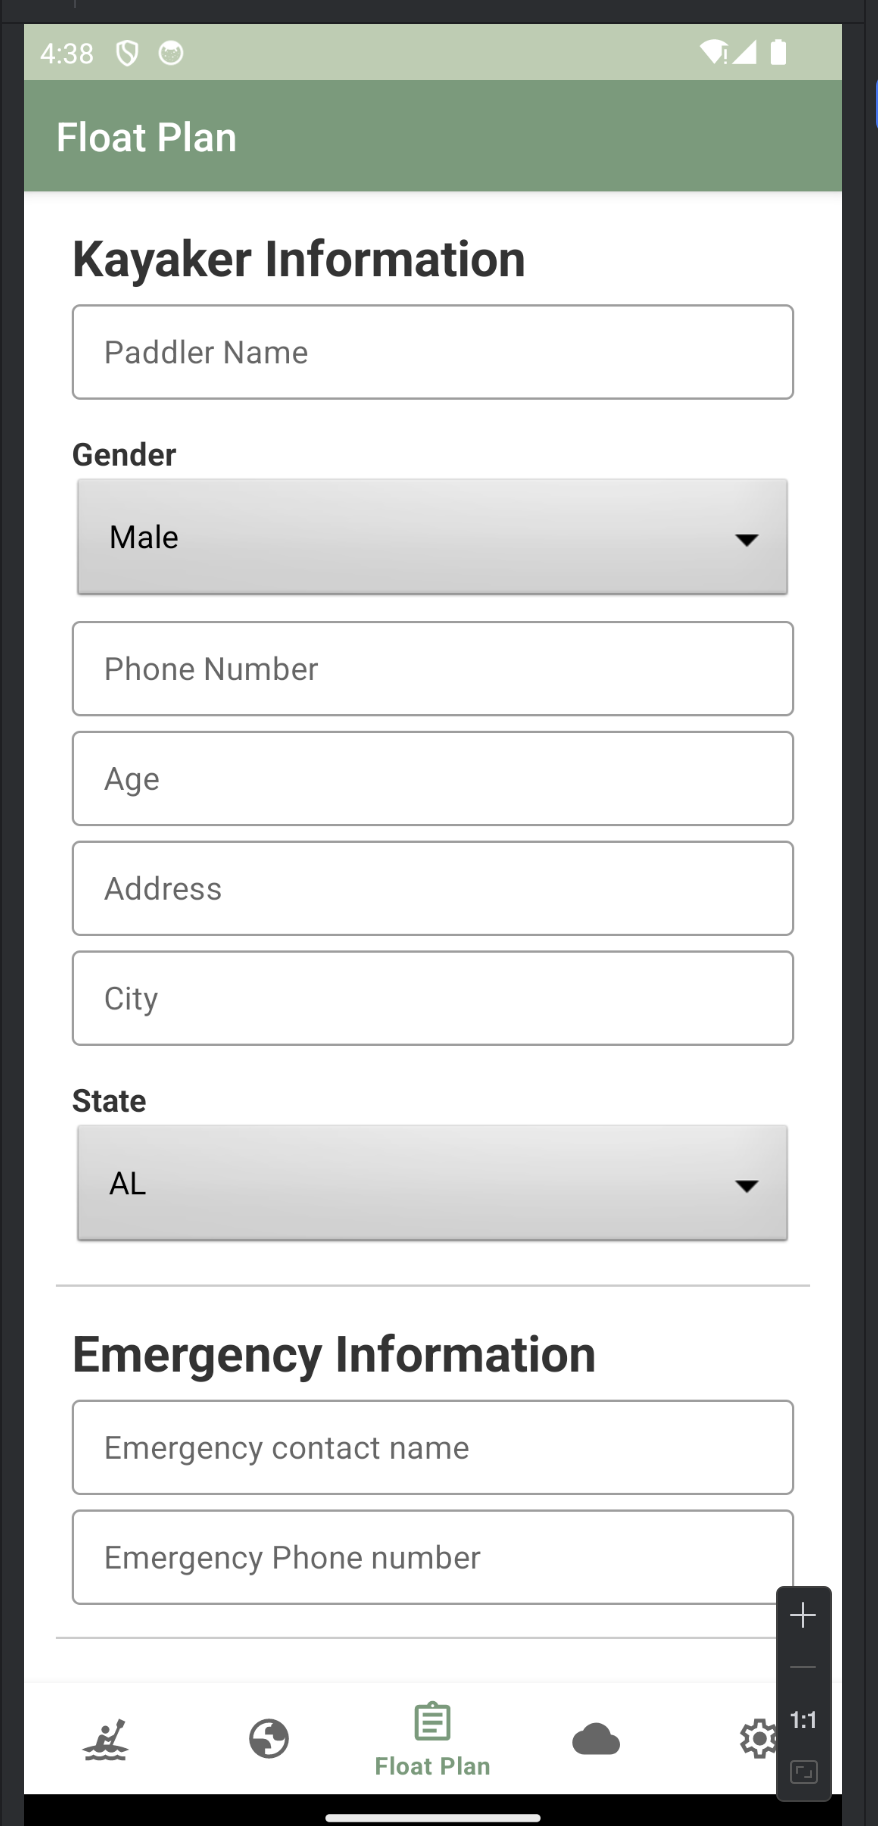 4:38
Float Plan
Kayaker Information
Paddler Name
Gender
Male
Phone Number
Age
Address
City
State
AL
Emergency Information
Emergency contact name
Emergency Phone number
1:1
Float Plan